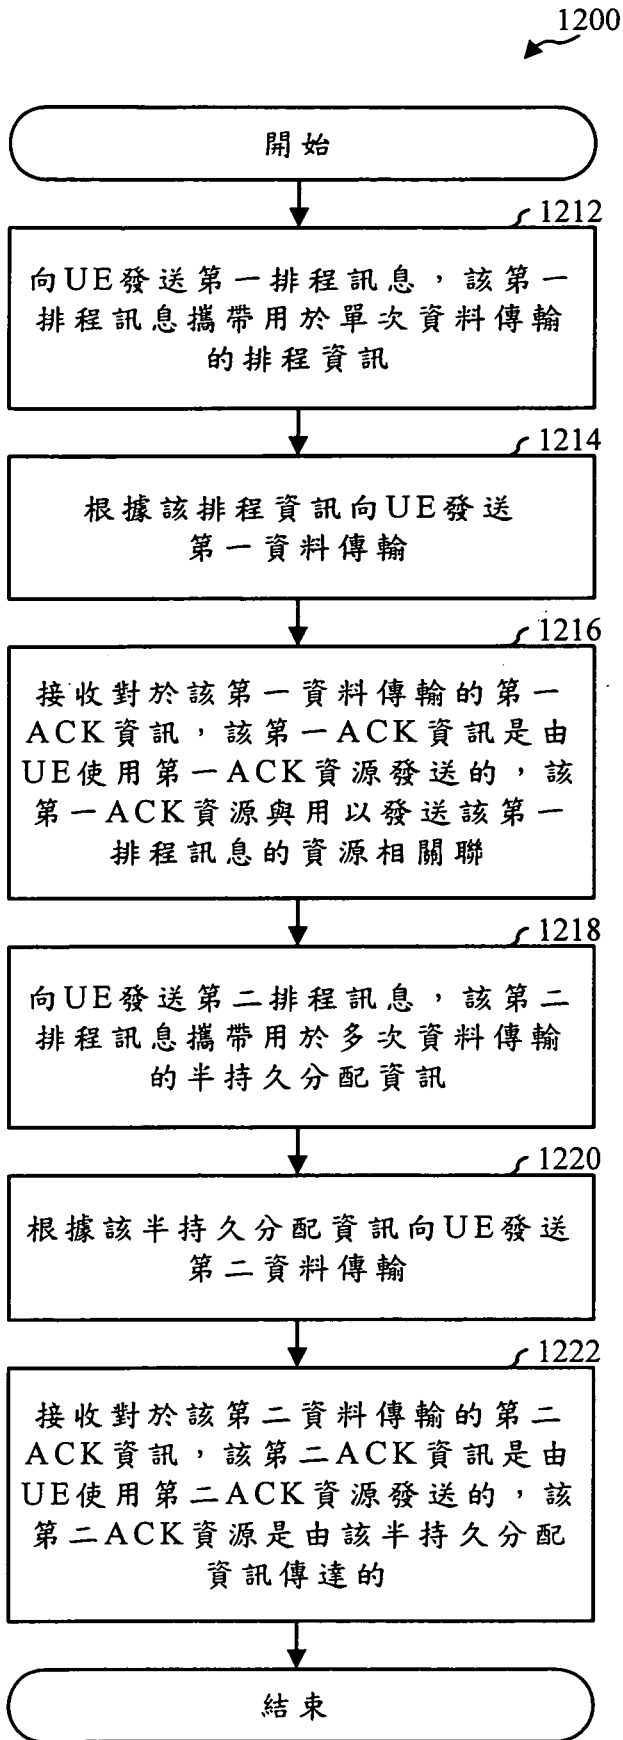 1200
開始
1212
向UE發送第一排程訊息，該第一
排程訊息攜帶用於單次資料傳輸
的排程資訊
1214
根據該排程資訊向UE發送
第一資料傳輸
1216
接收對於該第一資料傳輸的第一
ACK資訊，該第一ACK資訊是由
UE使用第一ACK資源發送的，該
第一ACK資源與用以發送該第一
排程訊息的資源相關聯
1218
向UE發送第二排程訊息，該第二
排程訊息攜帶用於多次資料傳輸
的半持久分配資訊
1220
根據該半持久分配資訊向UE發送
第二資料傳輸
1222
接收對於該第二資料傳輸的第二
ACK資訊，該第二ACK資訊是由
UE使用第二ACK資源發送的，該
第二ACK資源是由該半持久分配
資訊傳達的
結束